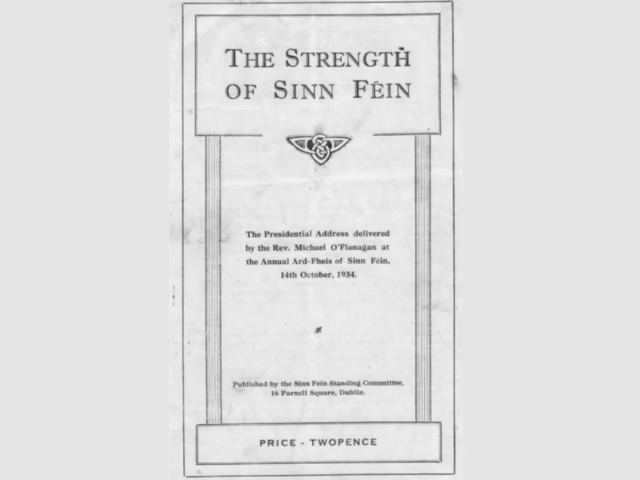 THE STRENGTH
OF SINN FÉIN
The Presidential Address delivered
by the Rev. Michael O'Flanagan at
the Annual Ard-Fheis of Sinn Féin,
14th October, 1934.
Published by the Sinn Fein Standing Committee,
16 Parnell Square, Dublin.
PRICE - TWOPENCE